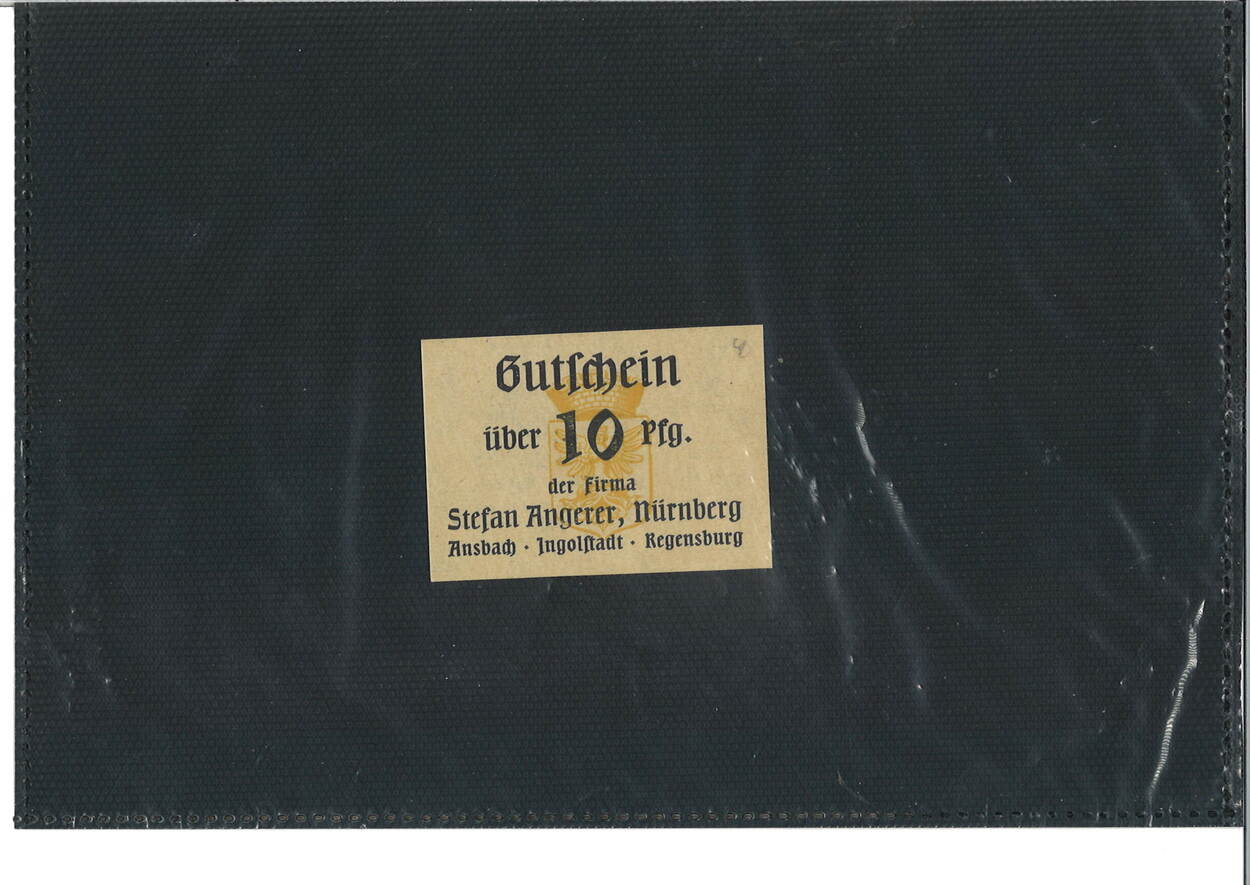 Gutſchein
über 10 Pfg.
der Firma
Stefan Angerer, Nürnberg
Ansbach · Ingolſtadt · Regensburg